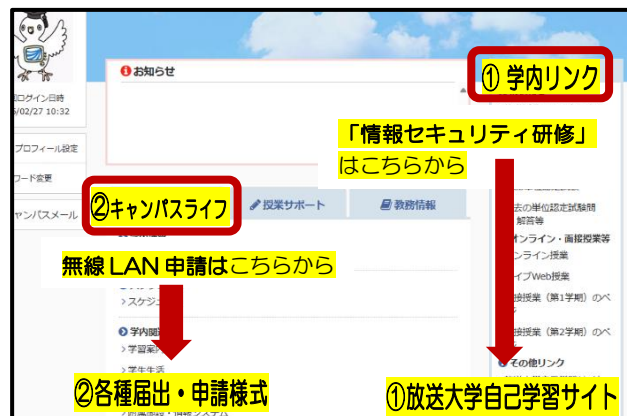 お知らせ
① 学内リンク
ログイン日時
/02/27 10:32
プロフィール設定
ード変更
ャンパスメール
「情報セキュリティ研修」
はこちらから
②キャンパスライフ
授業サポート
教務情報
無線 LAN 申請はこちらから
スケジ
学内関
学習案
学生生活
②各種届出・申請様式
去の単位認定試験問
解答等
ンライン・面接授業等
ンライン授業
イブWeb授業
接授業（第1学期）のペ
接授業（第2学期）のペ
その他リンク
①放送大学自己学習サイト